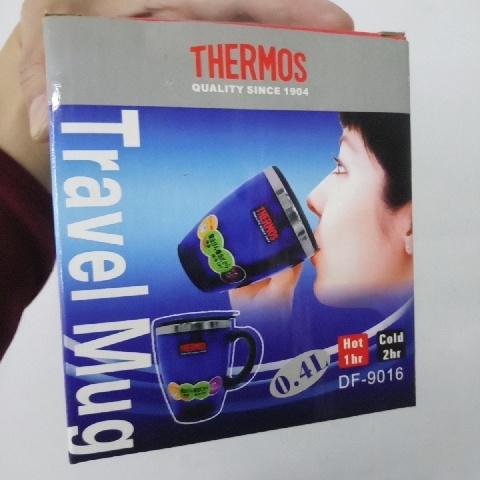 THERMOS
QUALITY SINCE 1904
Travel Mug
THERMOS
THERMOS
0.4L
Hot
1hr
Cold
2hr
DF-9016